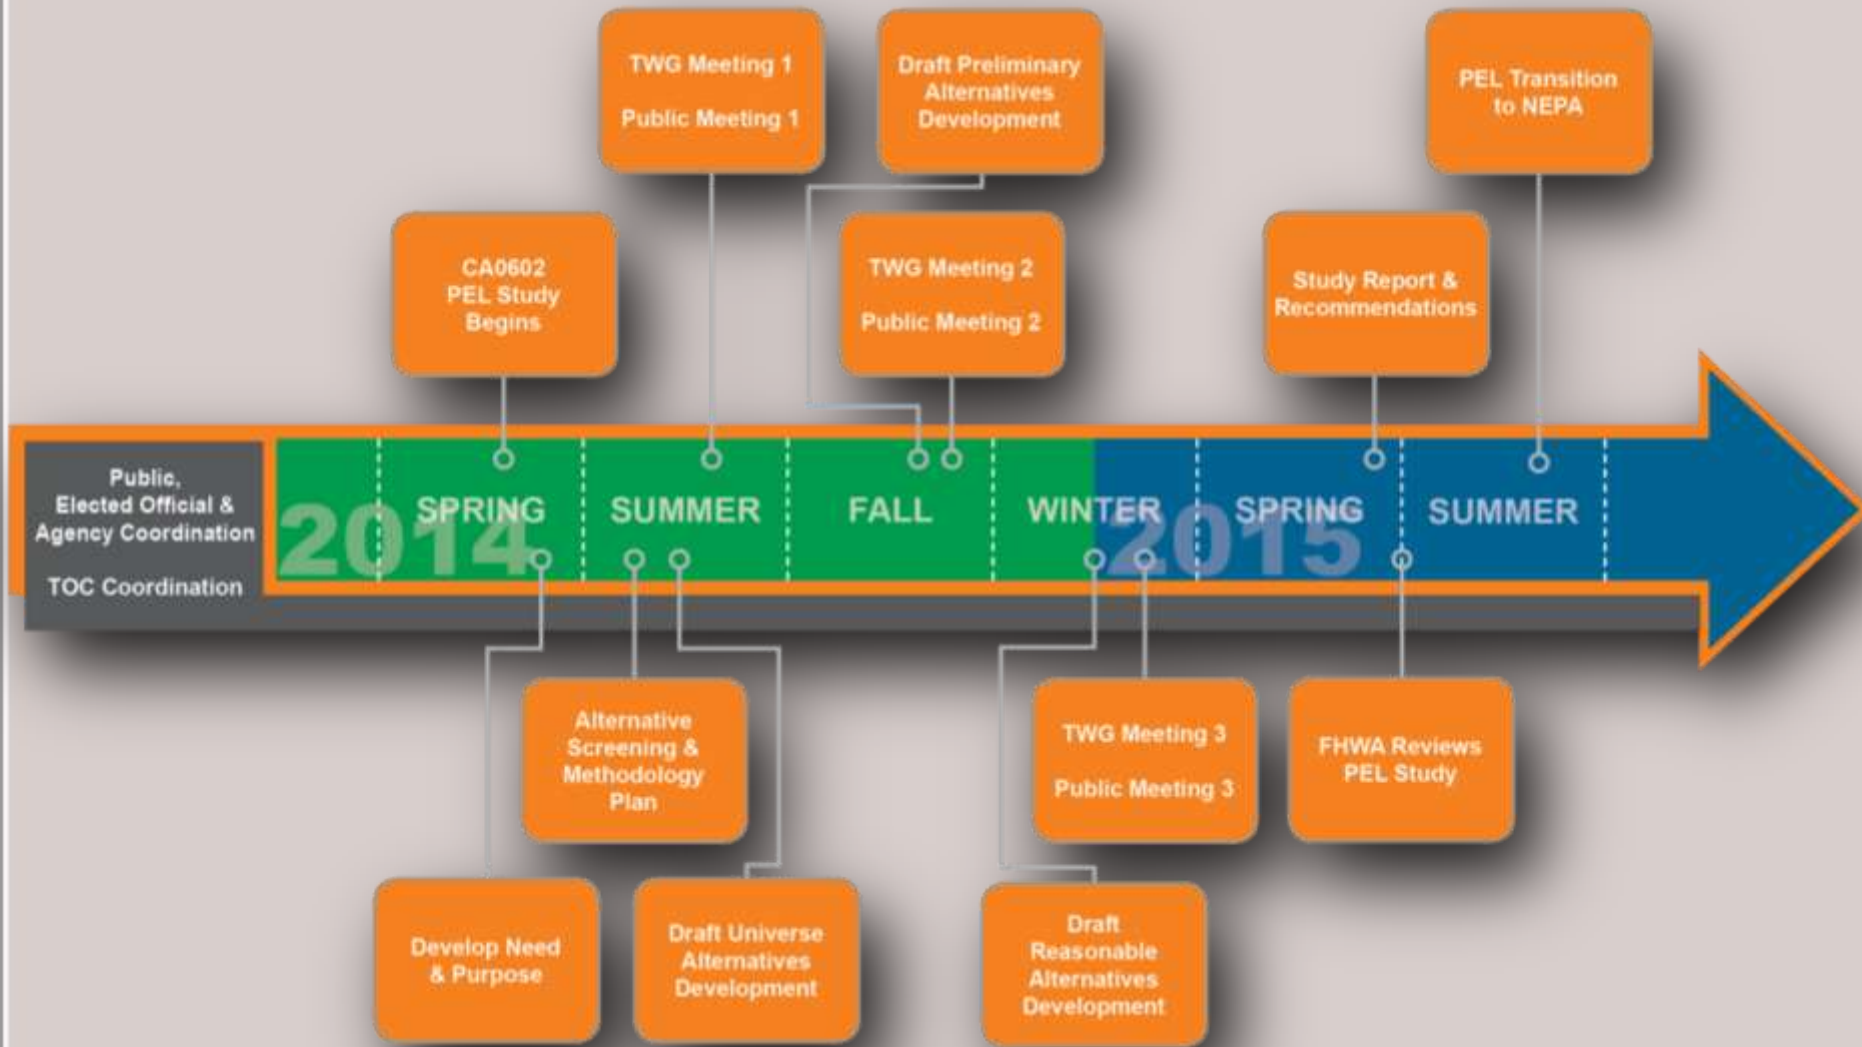 TWG Meeting 1
Public Meeting 1
Draft Preliminary
Alternatives
Development
PEL Transition
to NEPA
CA0602
PEL Study
Begins
TWG Meeting 2
Public Meeting 2
Study Report &
Recommendations
Public,
Elected Official &
Agency Coordination
TOC Coordination
2014
SPRING
SUMMER
FALL
WINTER
2015
SPRING
SUMMER
Alternative
Screening &
Methodology
Plan
TWG Meeting 3
Public Meeting 3
FHWA Reviews
PEL Study
Develop Need
& Purpose
Draft Universe
Alternatives
Development
Draft
Reasonable
Alternatives
Development